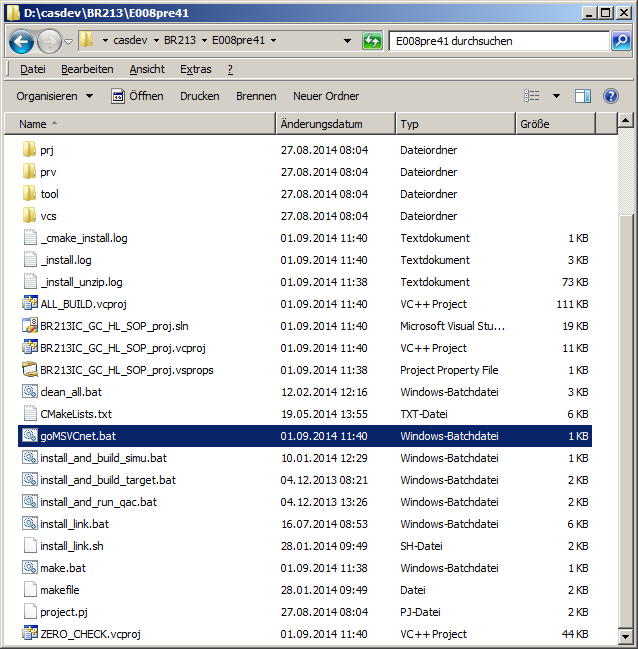 D:\casdev\BR213\E008pre41
casdev BR213 E008pre41 E008pre41 durchsuchen
Datei Bearbeiten Ansicht Extras ?
Organisieren Öffnen Drucken Brennen Neuer Ordner
Name Änderungsdatum Typ Größe
prj 27.08.2014 08:04 Dateiordner
prv 27.08.2014 08:04 Dateiordner
tool 27.08.2014 08:04 Dateiordner
vcs 27.08.2014 08:04 Dateiordner
_cmake_install.log 01.09.2014 11:40 Textdokument 1 KB
_install.log 01.09.2014 11:40 Textdokument 3 KB
_install_unzip.log 01.09.2014 11:38 Textdokument 73 KB
ALL_BUILD.vcproj 01.09.2014 11:40 VC++ Project 111 KB
BR213IC_GC_HL_SOP_proj.sln 01.09.2014 11:40 Microsoft Visual Stu... 19 KB
BR213IC_GC_HL_SOP_proj.vcproj 01.09.2014 11:40 VC++ Project 11 KB
BR213IC_GC_HL_SOP_proj.vsprops 01.09.2014 11:38 Project Property File 1 KB
clean_all.bat 12.02.2014 12:16 Windows-Batchdatei 3 KB
CMakeLists.txt 19.05.2014 13:55 TXT-Datei 6 KB
goMSVCnet.bat 01.09.2014 11:40 Windows-Batchdatei 1 KB
install_and_build_simu.bat 10.01.2014 12:29 Windows-Batchdatei 1 KB
install_and_build_target.bat 04.12.2013 08:21 Windows-Batchdatei 2 KB
install_and_run_qac.bat 04.12.2013 13:26 Windows-Batchdatei 2 KB
install_link.bat 16.07.2014 08:53 Windows-Batchdatei 6 KB
install_link.sh 28.01.2014 09:49 SH-Datei 2 KB
make.bat 01.09.2014 11:38 Windows-Batchdatei 1 KB
makefile 28.01.2014 09:49 Datei 2 KB
project.pj 27.08.2014 08:04 PJ-Datei 2 KB
ZERO_CHECK.vcproj 01.09.2014 11:40 VC++ Project 44 KB